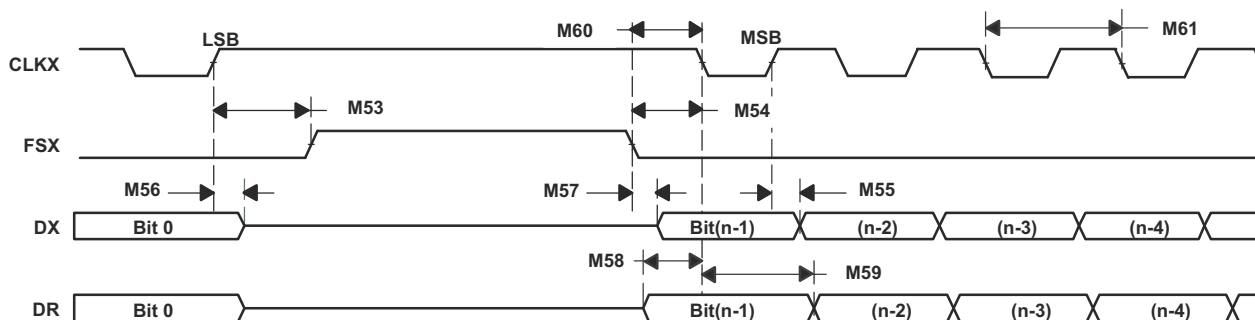 LSB M60 MSB M61
CLKX
M53 M54
FSX
M56 M57 M55
DX Bit 0 Bit(n-1) (n-2) (n-3) (n-4)
M58 M59
DR Bit 0 Bit(n-1) (n-2) (n-3) (n-4)